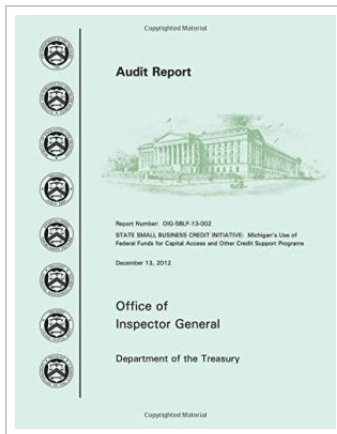 Copyrighted Material
Audit Report
Report Number: OIG-SBLF-13-002
STATE SMALL BUSINESS CREDIT INITIATIVE: Michigan's Use of
Federal Funds for Capital Access and Other Credit Support Programs
December 13, 2012
Office of
Inspector General
Department of the Treasury
Copyrighted Material